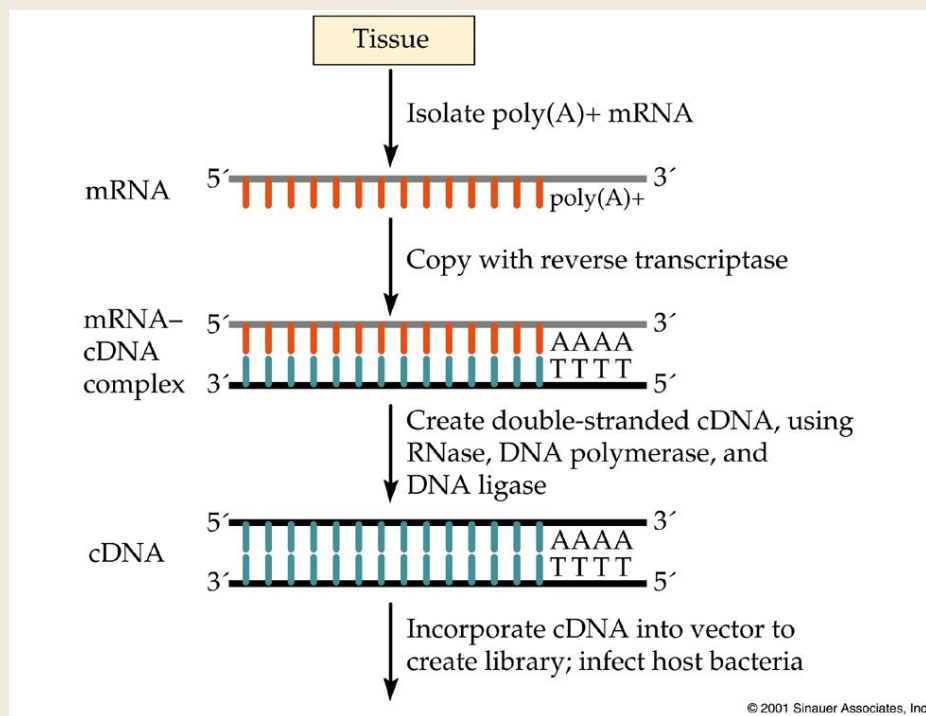 Tissue
Isolate poly(A)+ mRNA
mRNA
5´
3´
poly(A)+
Copy with reverse transcriptase
mRNA–
cDNA
complex
5´
3´
AAAA
TTTT
3´
5´
Create double-stranded cDNA, using
RNase, DNA polymerase, and
DNA ligase
cDNA
5´
3´
AAAA
TTTT
3´
5´
Incorporate cDNA into vector to
create library; infect host bacteria
© 2001 Sinauer Associates, Inc